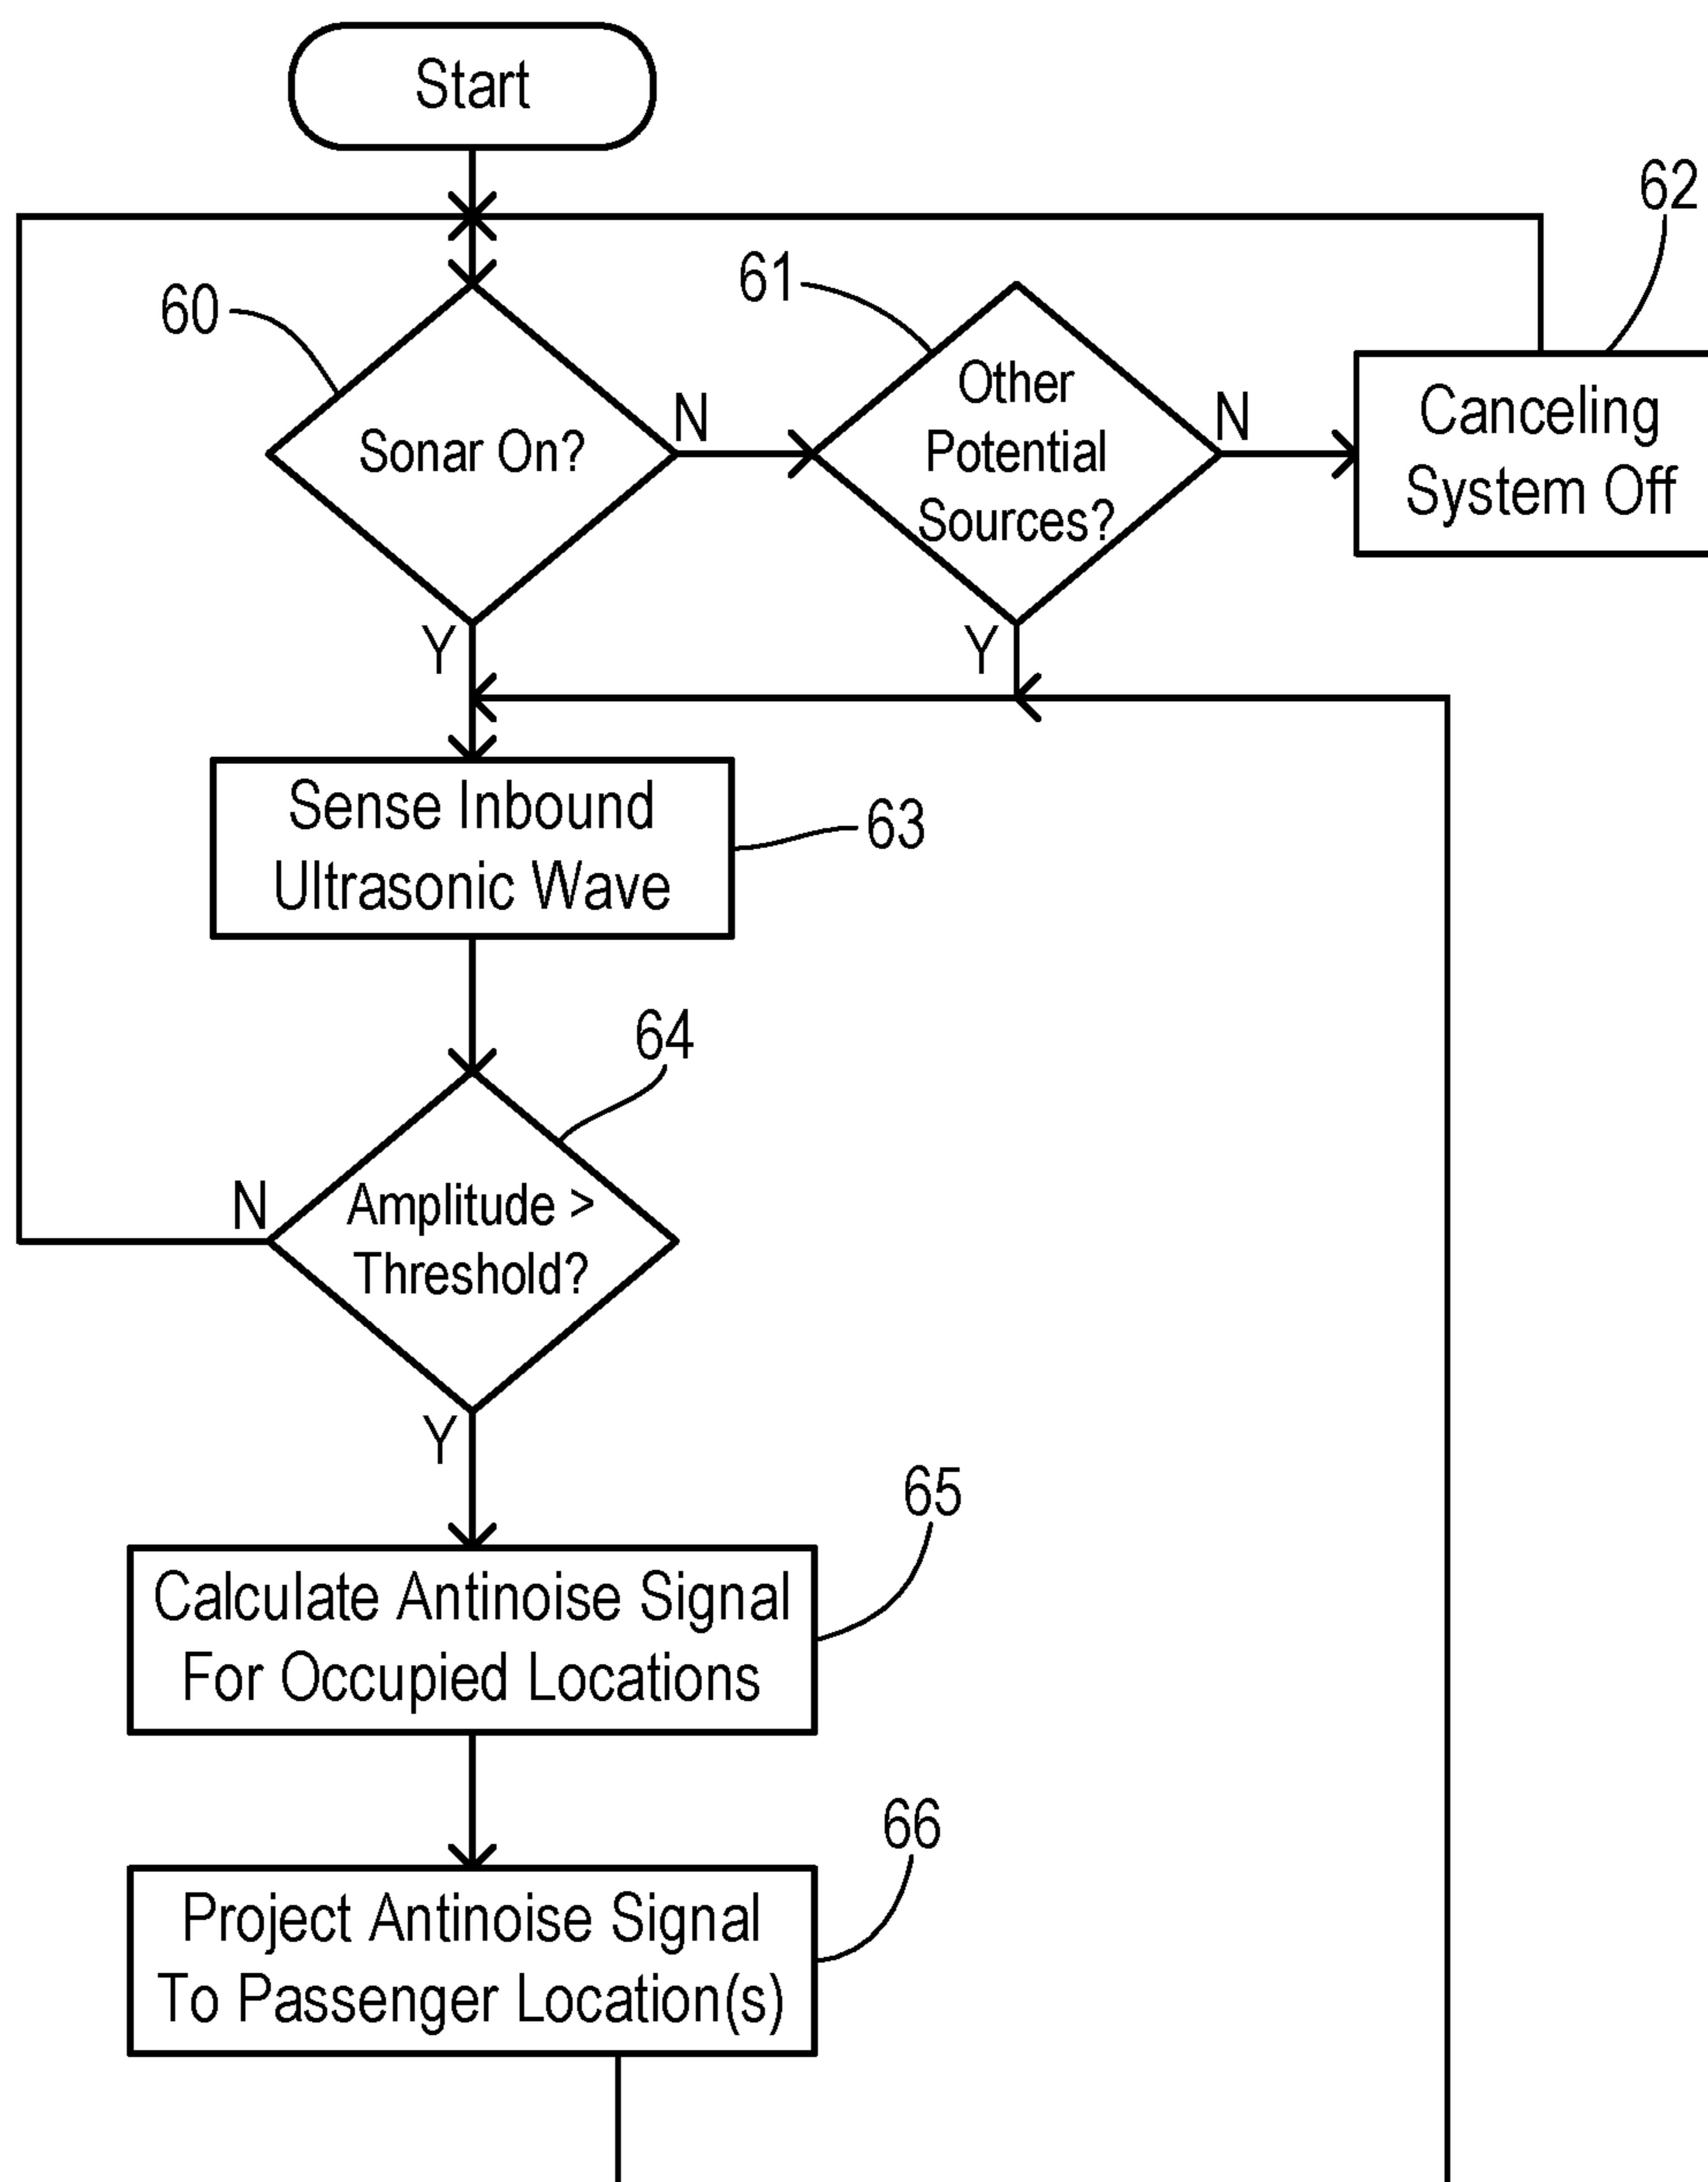 Start
62
61
60
Other
Potential
Sources?
Sonar On?
N
N
Canceling
System Off
Y
Y
Sense Inbound
Ultrasonic Wave
63
64
N
Amplitude >
Threshold?
Y
65
Calculate Antinoise Signal
For Occupied Locations
66
Project Antinoise Signal
To Passenger Location(s)